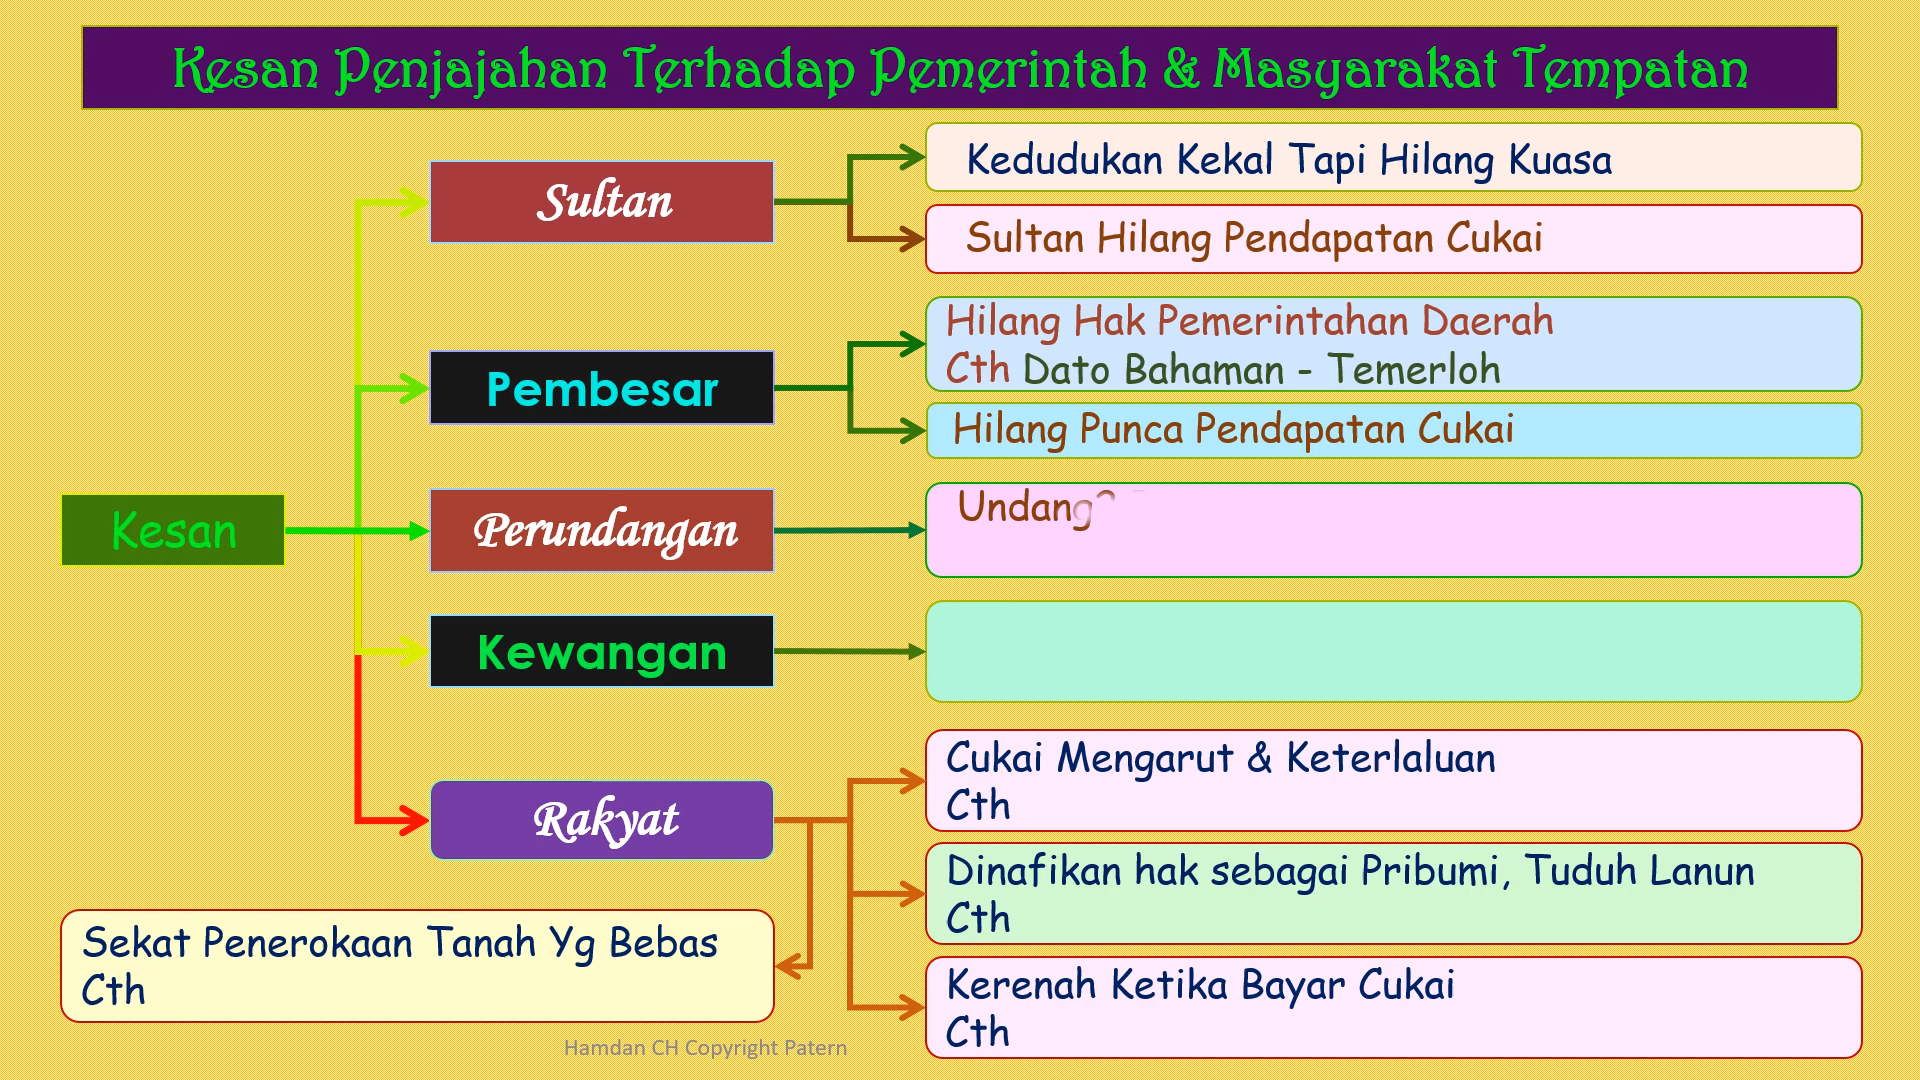 Kesan Penjajahan Terhadap Pemerintah & Masyarakat Tempatan
Sultan
Kedudukan Kekal Tapi Hilang Kuasa
Sultan Hilang Pendapatan Cukai
Pembesar
Hilang Hak Pemerintahan Daerah
Cth Dato Bahaman - Temerloh
Hilang Punca Pendapatan Cukai
Kesan
Perundangan
Undang
Kewangan
Rakyat
Cukai Mengarut & Keterlaluan
Cth
Dinafikan hak sebagai Pribumi, Tuduh Lanun
Cth
Sekat Penerokaan Tanah Yg Bebas
Cth
Kerenah Ketika Bayar Cukai
Cth
Hamdan CH Copyright Patern